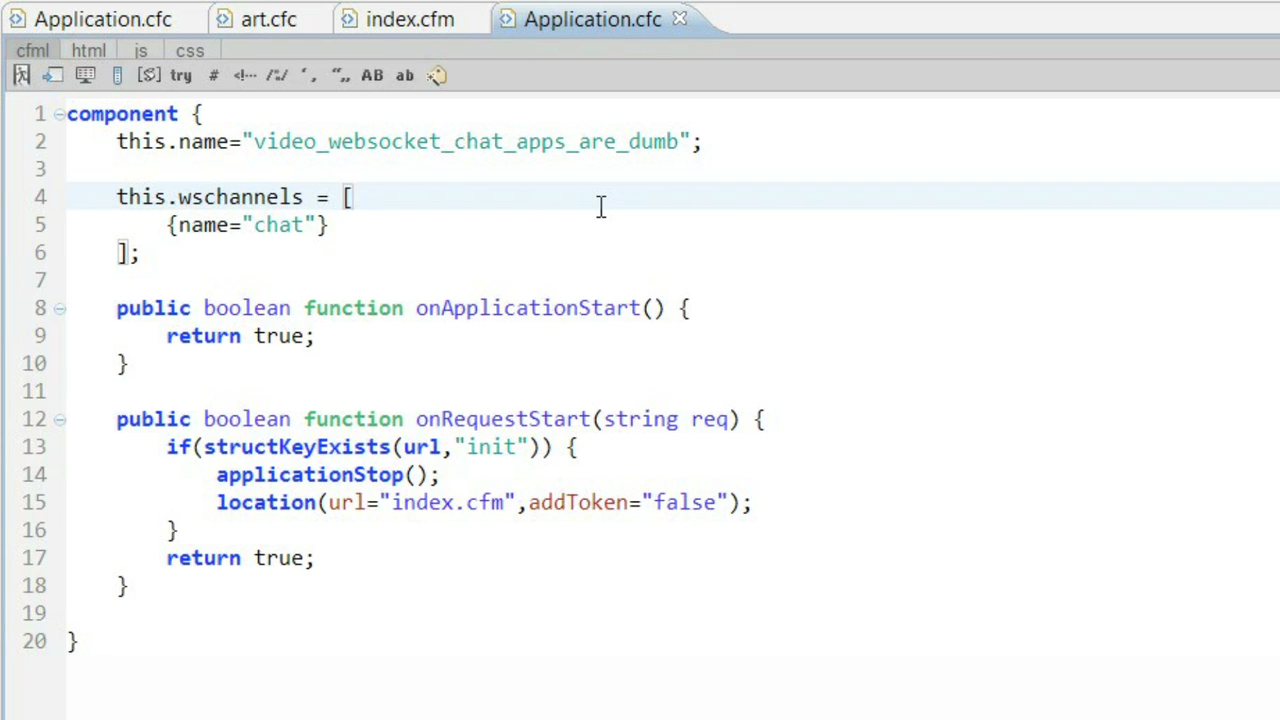 Application.cfc art.cfc index.cfm Application.cfc
cfml html js css
try # <!-- /*/ ‘ , “„ AB ab
1 component {
2 this.name="video_websocket_chat_apps_are_dumb";
3
4 this.wschannels = [
5 {name="chat"}
6 ];
7
8 public boolean function onApplicationStart() {
9 return true;
10 }
11
12 public boolean function onRequestStart(string req) {
13 if(structKeyExists(url,"init")) {
14 applicationStop();
15 location(url="index.cfm",addToken="false");
16 }
17 return true;
18 }
19
20 }